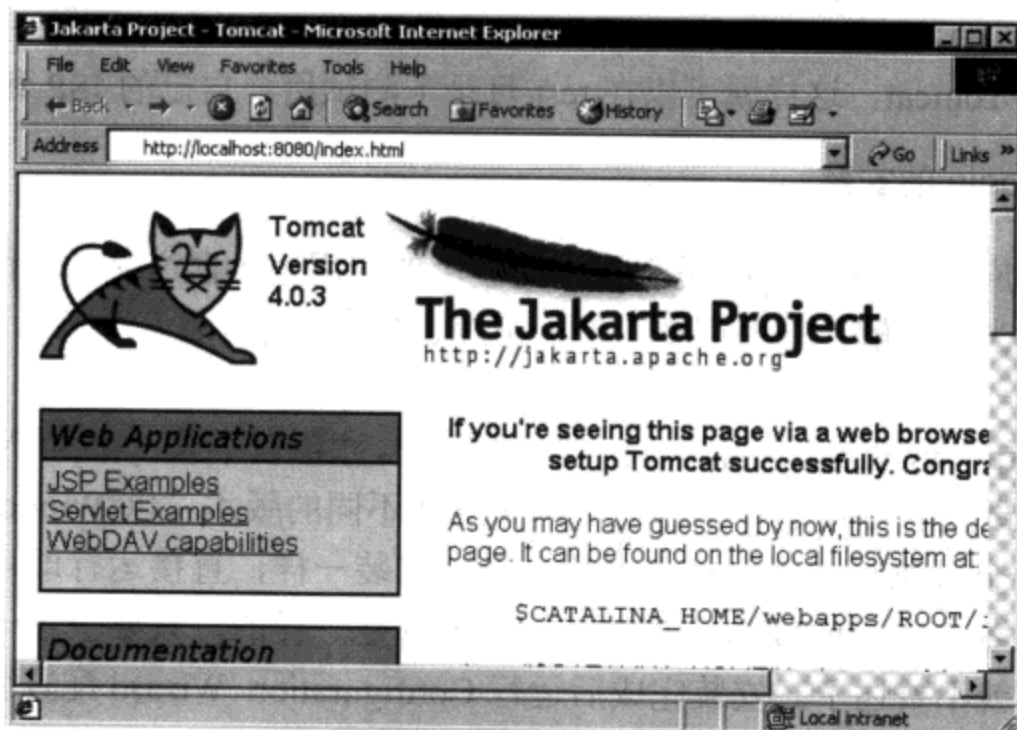 Jakarta Project - Tomcat - Microsoft Internet Explorer
File Edit View Favorites Tools Help
Back Search Favorites History
Address http://localhost:8080/index.html Go Links »
Tomcat
Version
4.0.3
The Jakarta Project
http://jakarta.apache.org
Web Applications
JSP Examples
Servlet Examples
WebDAV capabilities
Documentation
If you're seeing this page via a web browse
setup Tomcat successfully. Congra
As you may have guessed by now, this is the de
page. It can be found on the local filesystem at:
$CATALINA_HOME/webapps/ROOT/
Local intranet